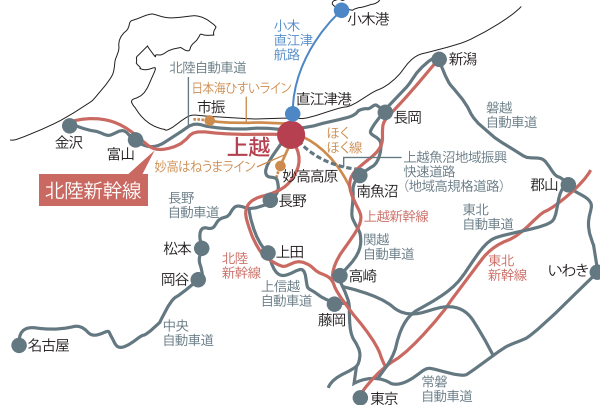 小木
直江津
航路
小木港
北陸自動車道
日本海ひすいライン
市振
直江津港
新潟
金沢
富山
上越
ほく
ほく線
長岡
磐越
自動車道
妙高はねうまライン
妙高高原
上越魚沼地域振興
快速道路
（地域高規格道路）
南魚沼
郡山
北陸新幹線
長野
自動車道
長野
上越新幹線
東北
自動車道
松本
上田
関越
自動車道
北陸
新幹線
東北
新幹線
いわき
岡谷
高崎
上信越
自動車道
藤岡
中央
自動車道
名古屋
常磐
自動車道
東京